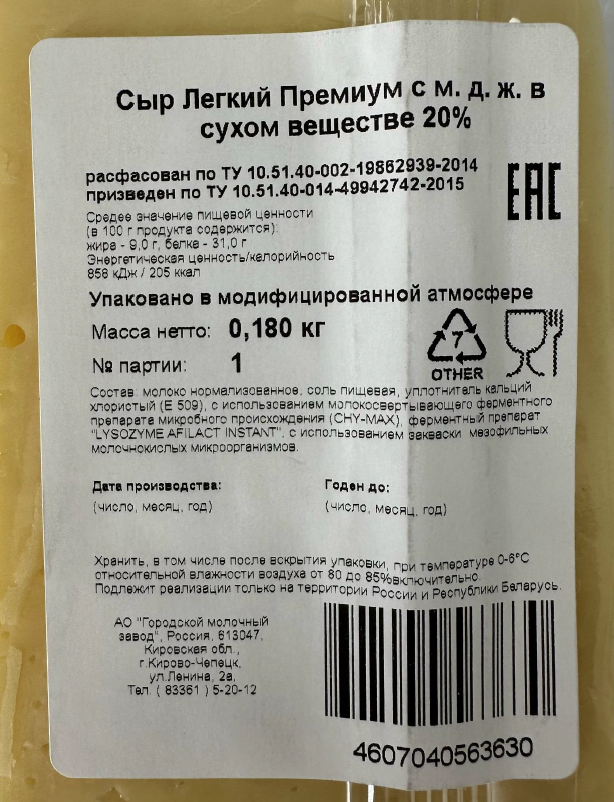 Сыр Легкий Премиум с м. д. ж. в
сухом веществе 20%
расфасован по ТУ 10.51.40-002-19862939-2014
призведен по ТУ 10.51.40-014-49942742-2015
EAC
Средее значение пищевой ценности
(в 100 г продукта содержится):
жира - 9,0 г, белка - 31,0 г
Энергетическая ценность/калорийность
858 кДж / 205 ккал
Упаковано в модифицированной атмосфере
Масса нетто: 0,180 кг
№ партии: 1
7
OTHER
Состав: молоко нормализованное, соль пищевая, уплотнитель кальций
хлористый (Е 509), с использованием молокосвертывающего ферментного
препарата микробного происхождения (CHY-MAX), ферментный препарат
"LYSOZYME AFILACT INSTANT", с использованием закваски мезофильных
молочнокислых микроорганизмов.
Дата производства: Годен до:
(число, месяц, год) (число, месяц, год)
Хранить, в том числе после вскрытия упаковки, при температуре 0-6°C
относительной влажности воздуха от 80 до 85%включительно.
Подлежит реализации только на территории России и Республики Беларусь.
АО "Городской молочный
завод", Россия, 613047,
Кировская обл.,
г.Кирово-Чепецк,
ул.Ленина, 2а,
Тел. ( 83361 ) 5-20-12
4607040563630